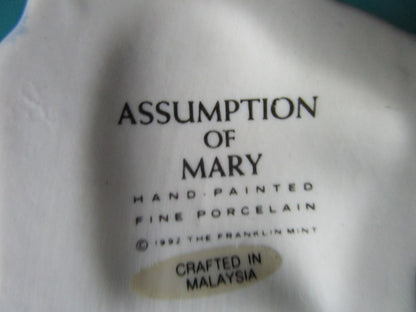 ASSUMPTION
OF
MARY
HAND-PAINTED
FINE PORCELAIN
© 1992 THE FRANKLIN MINT
CRAFTED IN
MALAYSIA